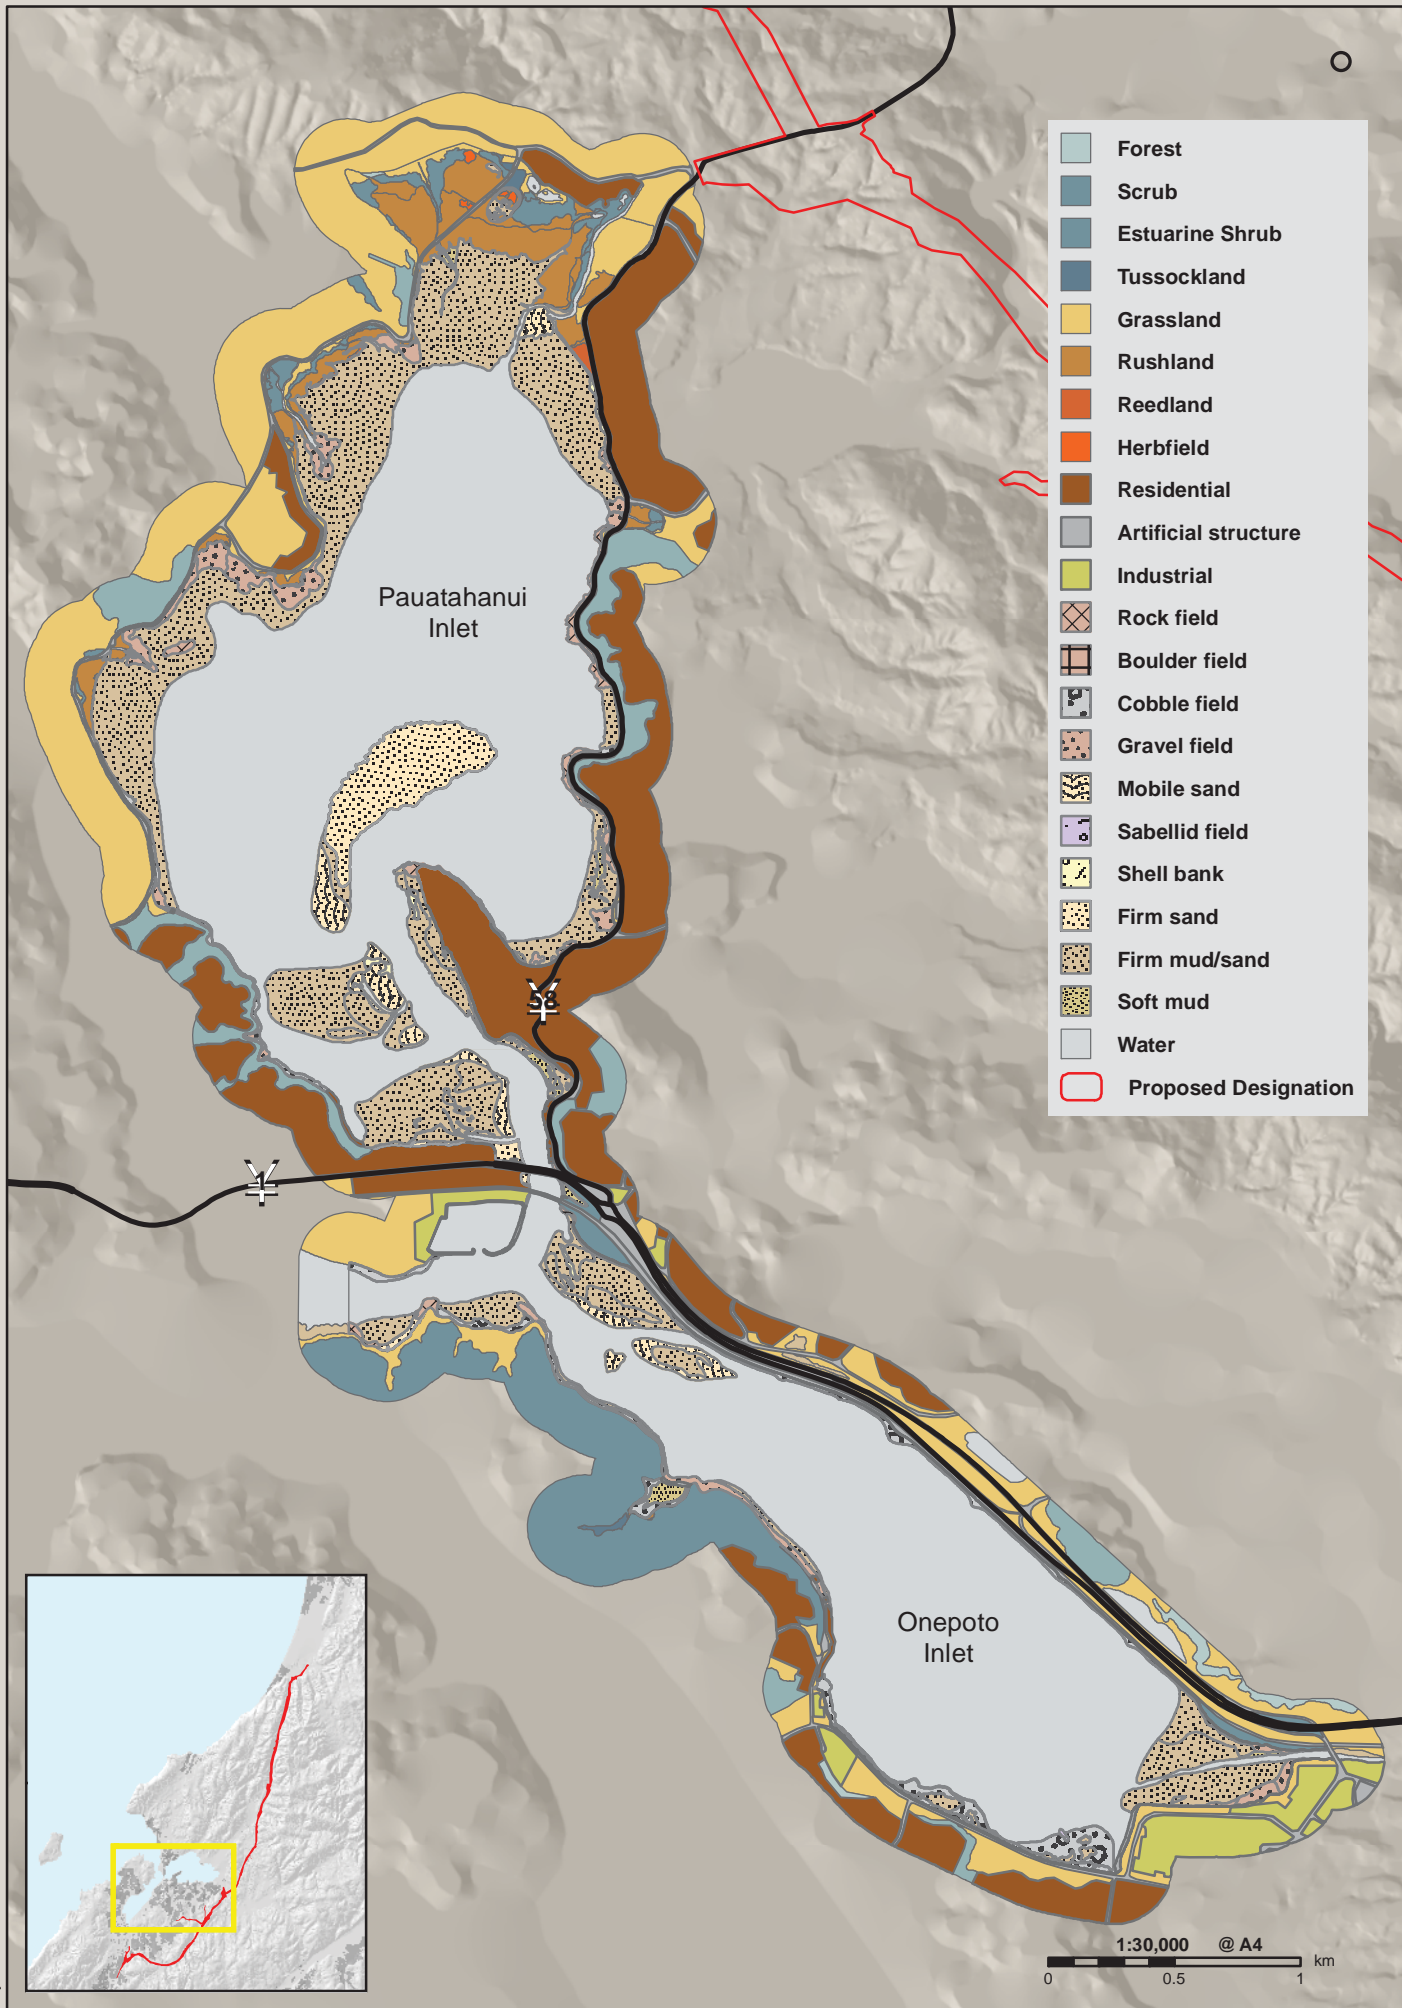 Forest
Scrub
Estuarine Shrub
Tussockland
Grassland
Rushland
Reedland
Herbfield
Residential
Artificial structure
Industrial
Rock field
Boulder field
Cobble field
Gravel field
Mobile sand
Sabellid field
Shell bank
Firm sand
Firm mud/sand
Soft mud
Water
Proposed Designation
Pauatahanui
Inlet
¥
58
¥
1
Onepoto
Inlet
1:30,000 @ A4
km
0 0.5 1